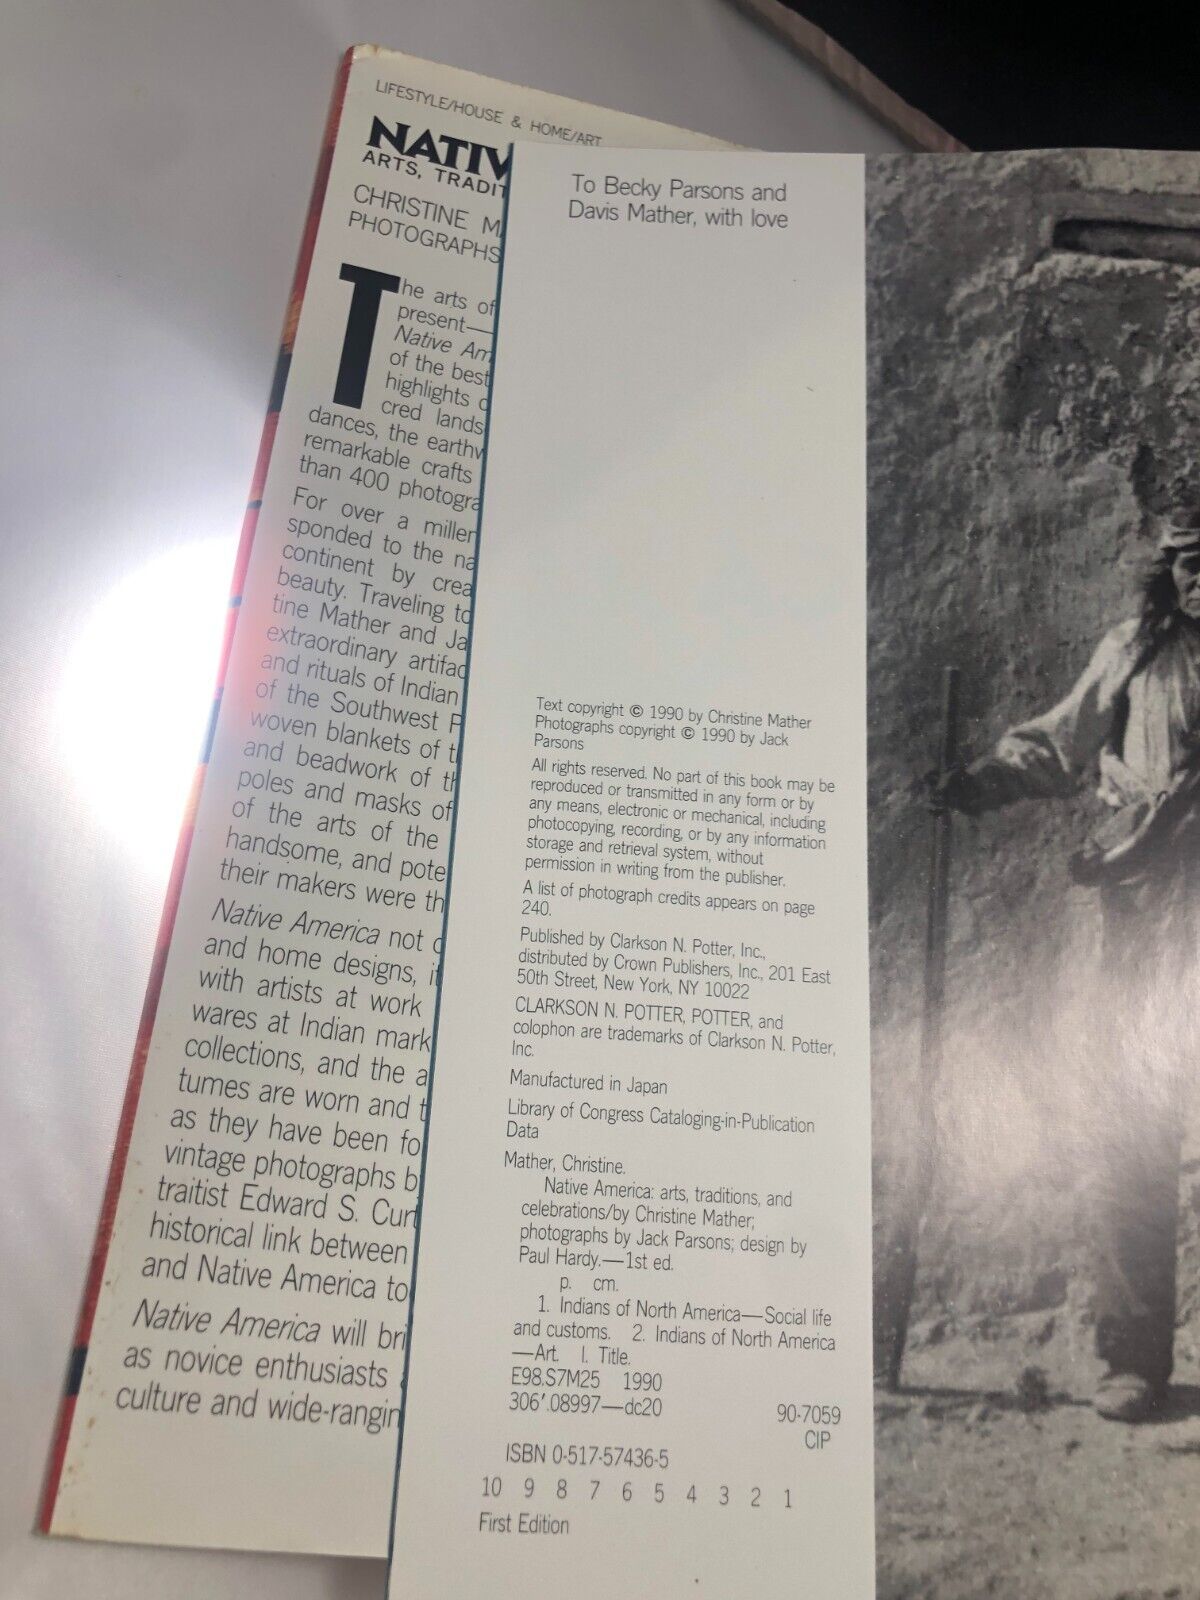 LIFESTYLE/HOUSE & HOME/ART
NATIV
ARTS, TRADIT
CHRISTINE M
PHOTOGRAPHS
The arts of
present—
Native Am
of the best
highlights o
cred lands
dances, the earthw
remarkable crafts
than 400 photogra
For over a millen
sponded to the na
continent by crea
beauty. Traveling to
tine Mather and Ja
extraordinary artifac
and rituals of Indian
of the Southwest P
woven blankets of th
and beadwork of th
poles and masks of
of the arts of the
handsome, and pote
their makers were th
Native America not o
and home designs, it
with artists at work
wares at Indian mark
collections, and the a
tumes are worn and t
as they have been fo
vintage photographs b
traitist Edward S. Curt
historical link between
and Native America to
Native America will bri
as novice enthusiasts
culture and wide-rangin
To Becky Parsons and
Davis Mather, with love
Text copyright © 1990 by Christine Mather
Photographs copyright © 1990 by Jack
Parsons
All rights reserved. No part of this book may be
reproduced or transmitted in any form or by
any means, electronic or mechanical, including
photocopying, recording, or by any information
storage and retrieval system, without
permission in writing from the publisher.
A list of photograph credits appears on page
240.
Published by Clarkson N. Potter, Inc.,
distributed by Crown Publishers, Inc., 201 East
50th Street, New York, NY 10022
CLARKSON N. POTTER, POTTER, and
colophon are trademarks of Clarkson N. Potter,
Inc.
Manufactured in Japan
Library of Congress Cataloging-in-Publication
Data
Mather, Christine.
Native America: arts, traditions, and
celebrations/by Christine Mather;
photographs by Jack Parsons; design by
Paul Hardy.—1st ed.
p. cm.
1. Indians of North America—Social life
and customs. 2. Indians of North America
—Art. I. Title.
E98.S7M25 1990
306'.08997—dc20
90-7059
CIP
ISBN 0-517-57436-5
10 9 8 7 6 5 4 3 2 1
First Edition